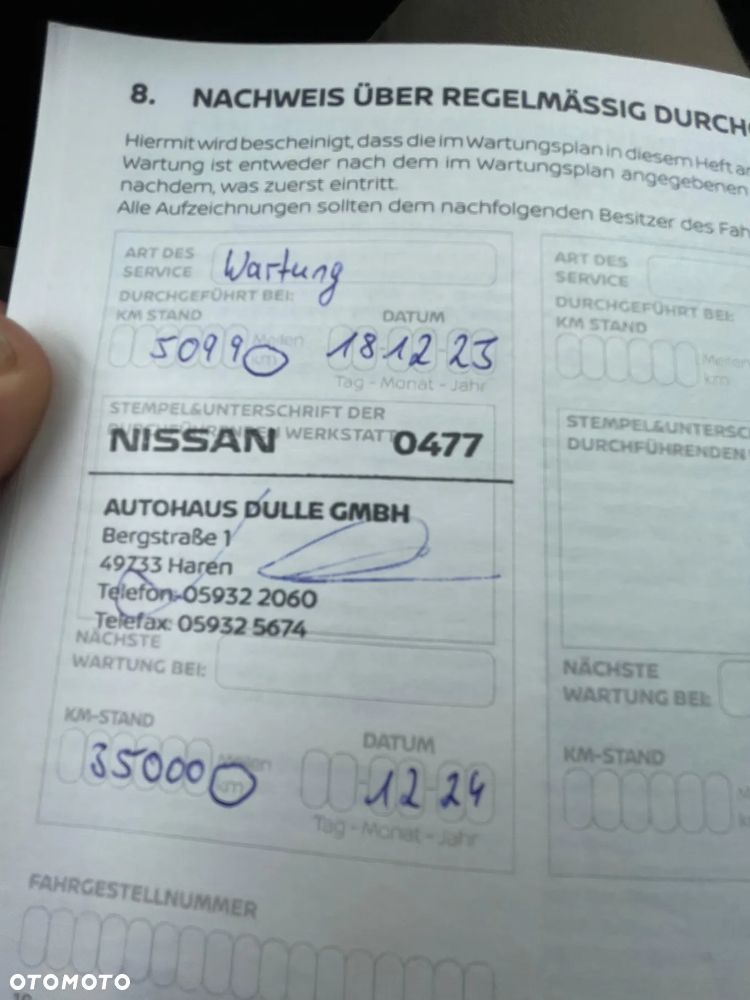 8. NACHWEIS ÜBER REGELMÄSSIG DURCH
Hiermit wird bescheinigt, dass die im Wartungsplan in diesem Heft
Wartung ist entweder nach dem im Wartungsplan angegebenen
nachdem, was zuerst eintritt.
Alle Aufzeichnungen sollten dem nachfolgenden Besitzer des Fah
ART DES
SERVICE Wartung
DURCHGEFÜHRT BEI:
KM STAND DATUM
50990 Meilen km 18 12 23
Tag - Monat - Jahr
STEMPEL&UNTERSCHRIFT DER
DURCHFÜHRENDEN WERKSTATT
NISSAN 0477
AUTOHAUS DULLE GMBH
Bergstraße 1
49733 Haren
Telefon: 05932 2060
Telefax: 05932 5674
NÄCHSTE
WARTUNG BEI:
KM-STAND DATUM
35000 Meilen km 12 24
Tag - Monat - Jahr
FAHRGESTELLNUMMER
ART DES
SERVICE
DURCHGEFÜHRT BEI:
KM STAND
Meilen
km
STEMPEL&UNTERSC
DURCHFÜHRENDEN
NÄCHSTE
WARTUNG BEI:
KM-STAND
OTOMOTO